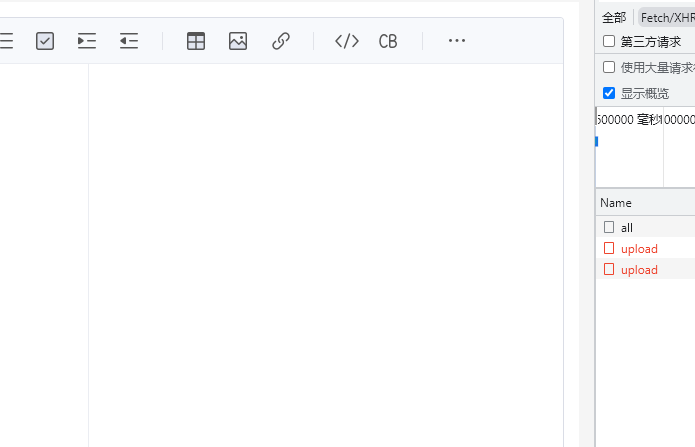 全部 Fetch/XHR
第三方请求
使用大量请求
显示概览
CB
500000 毫秒
100000
Name
all
upload
upload